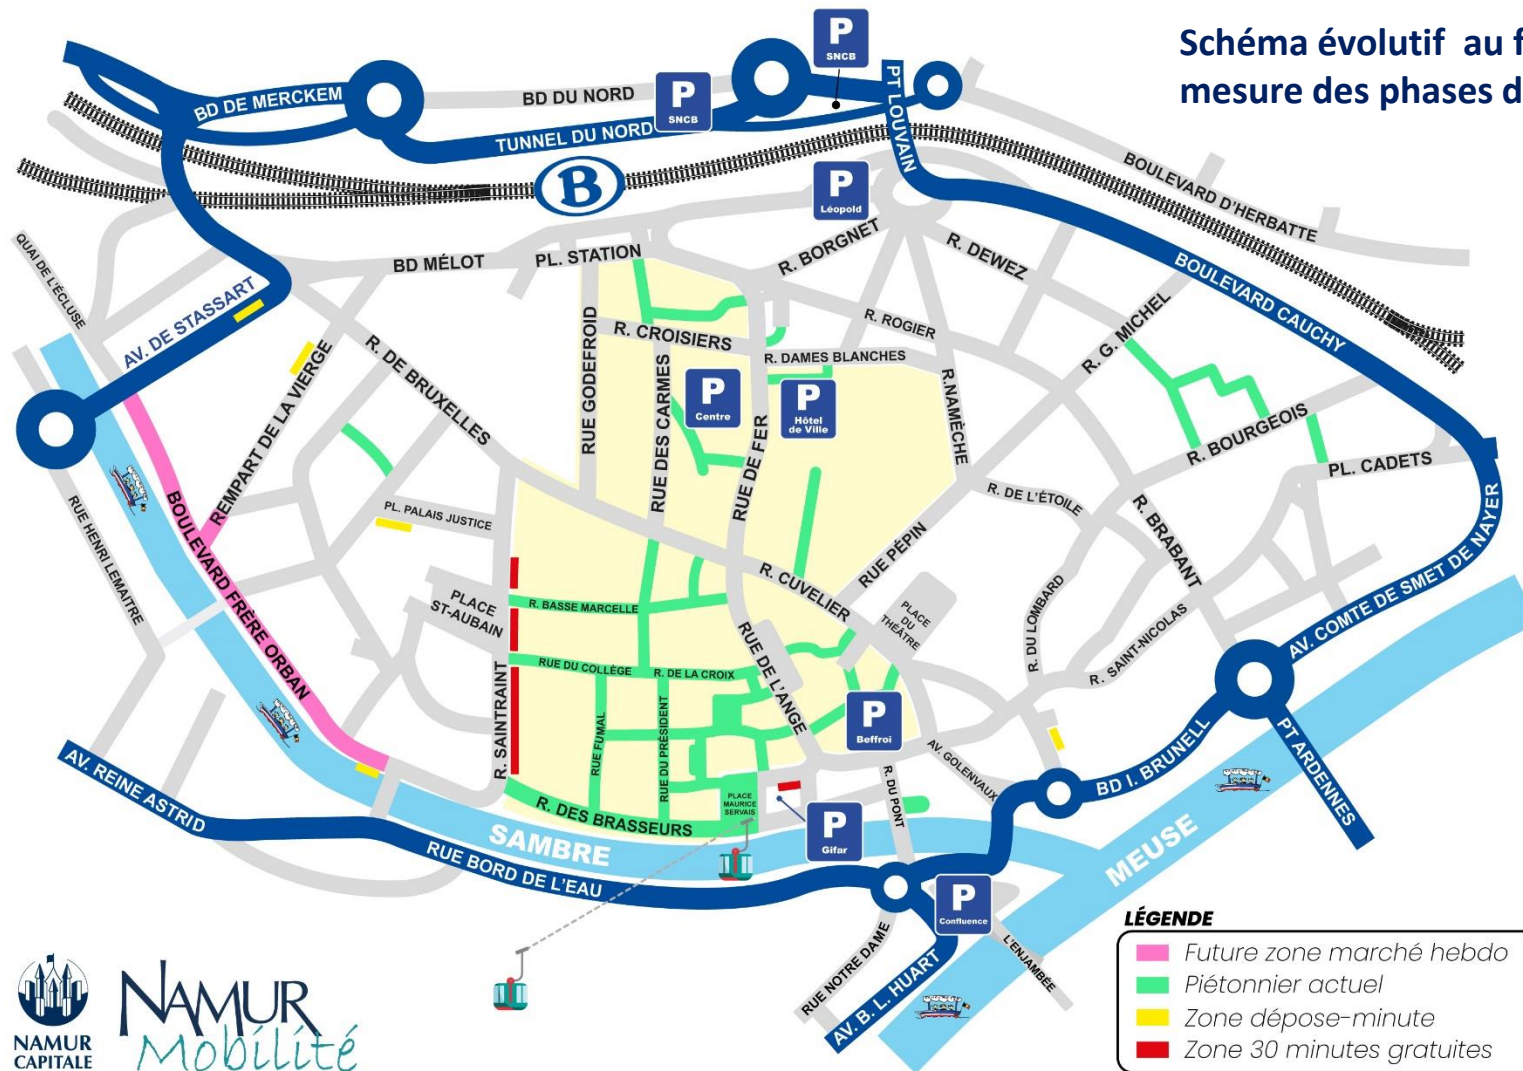 Schéma évolutif au f
mesure des phases d
P
SNCB
P
SNCB
PT LOUVAIN
BD DE MERCKEM
BD DU NORD
TUNNEL DU NORD
B
BOULEVARD D'HERBATTE
P
Léopold
QUAI DE L'ÉCLUSE
BD MÉLOT
PL. STATION
R. BORGNET
R. DEWEZ
BOULEVARD CAUCHY
AV. DE STASSART
RUE GODEFROID
R. CROISIERS
R. ROGIER
R. G. MICHEL
R. DAMES BLANCHES
REMPART DE LA VIERGE
R. DE BRUXELLES
RUE DES CARMES
P
Centre
RUE DE FER
P
Hôtel
de Ville
R.NAMÈCHE
R. BOURGEOIS
PL. CADETS
RUE HENRI LEMAITRE
BOULEVARD FRÈRE ORBAN
PL. PALAIS JUSTICE
R. DE L'ÉTOILE
R. BRABANT
AV. COMTE DE SMET DE NAYER
RUE PÉPIN
R. CUVELIER
PLACE
ST-AUBAIN
R. BASSE MARCELLE
PLACE
DU
THÉÂTRE
R. DU LOMBARD
R. SAINT-NICOLAS
RUE DU COLLÈGE
R. DE LA CROIX
RUE DE L'ANGE
R. SAINTRAINT
RUE FUMAL
RUE DU PRÉSIDENT
P
Beffroi
AV. GOLENVAUX
BD I. BRUNELL
PT ARDENNES
AV. REINE ASTRID
R. DES BRASSEURS
PLACE
MAURICE
SERVAIS
R. DU PONT
P
Gifar
SAMBRE
MEUSE
RUE BORD DE L'EAU
P
Confluence
RUE NOTRE DAME
AV. B. L. HUART
L'ENJAMBÉE
LÉGENDE
Future zone marché hebdo
Piétonnier actuel
Zone dépose-minute
Zone 30 minutes gratuites
NAMUR
CAPITALE
NAMUR
Mobilité